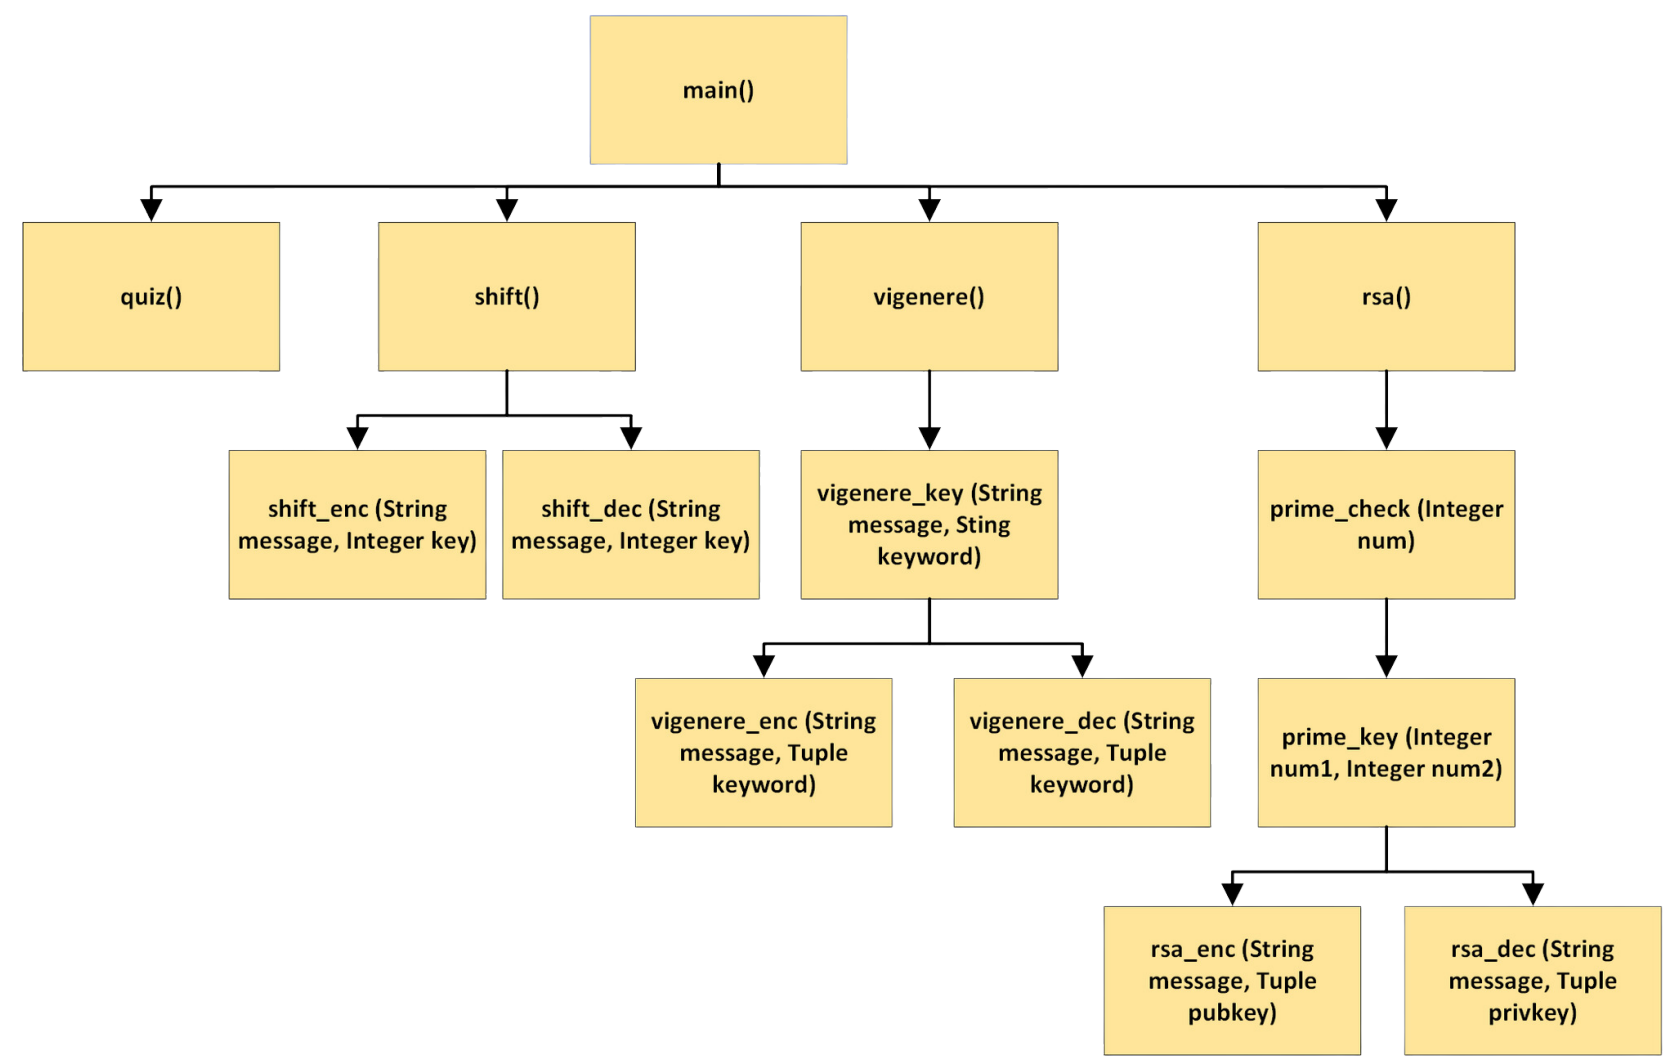 main()
quiz()
shift()
vigenere()
rsa()
shift_enc (String
message, Integer key)
shift_dec (String
message, Integer key)
vigenere_key (String
message, Sting
keyword)
prime_check (Integer
num)
vigenere_enc (String
message, Tuple
keyword)
vigenere_dec (String
message, Tuple
keyword)
prime_key (Integer
num1, Integer num2)
rsa_enc (String
message, Tuple
pubkey)
rsa_dec (String
message, Tuple
privkey)